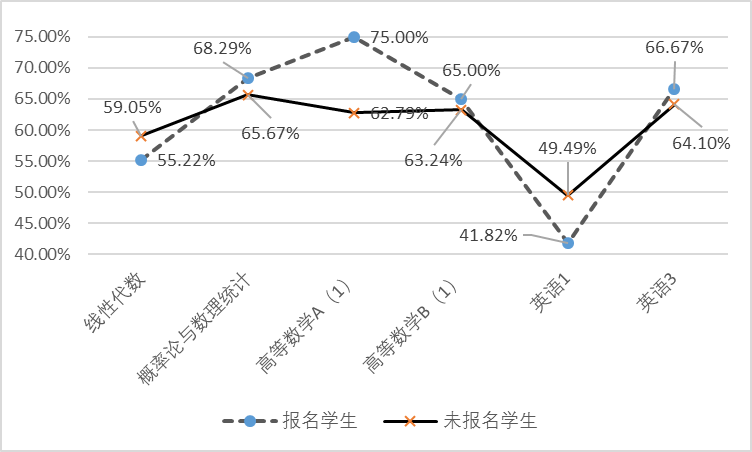 75.00%
70.00%
65.00%
60.00%
55.00%
50.00%
45.00%
40.00%
59.05%
55.22%
68.29%
65.67%
75.00%
62.79%
65.00%
63.24%
49.49%
41.82%
66.67%
64.10%
线性代数
概率论与数理统计
高等数学A（1）
高等数学B（1）
英语1
英语3
报名学生
未报名学生